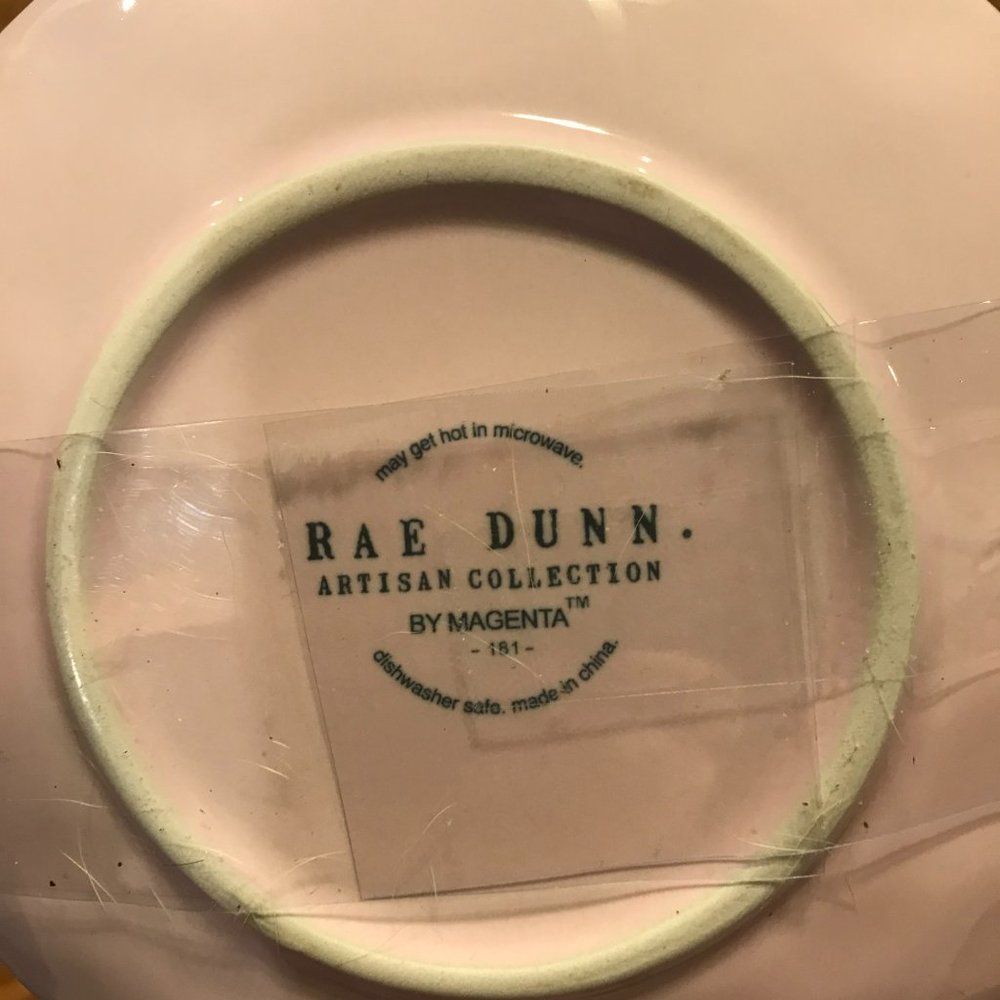 may get hot in microwave.
RAE DUNN.
ARTISAN COLLECTION
BY MAGENTA™
- 181 -
dishwasher safe. made in china.